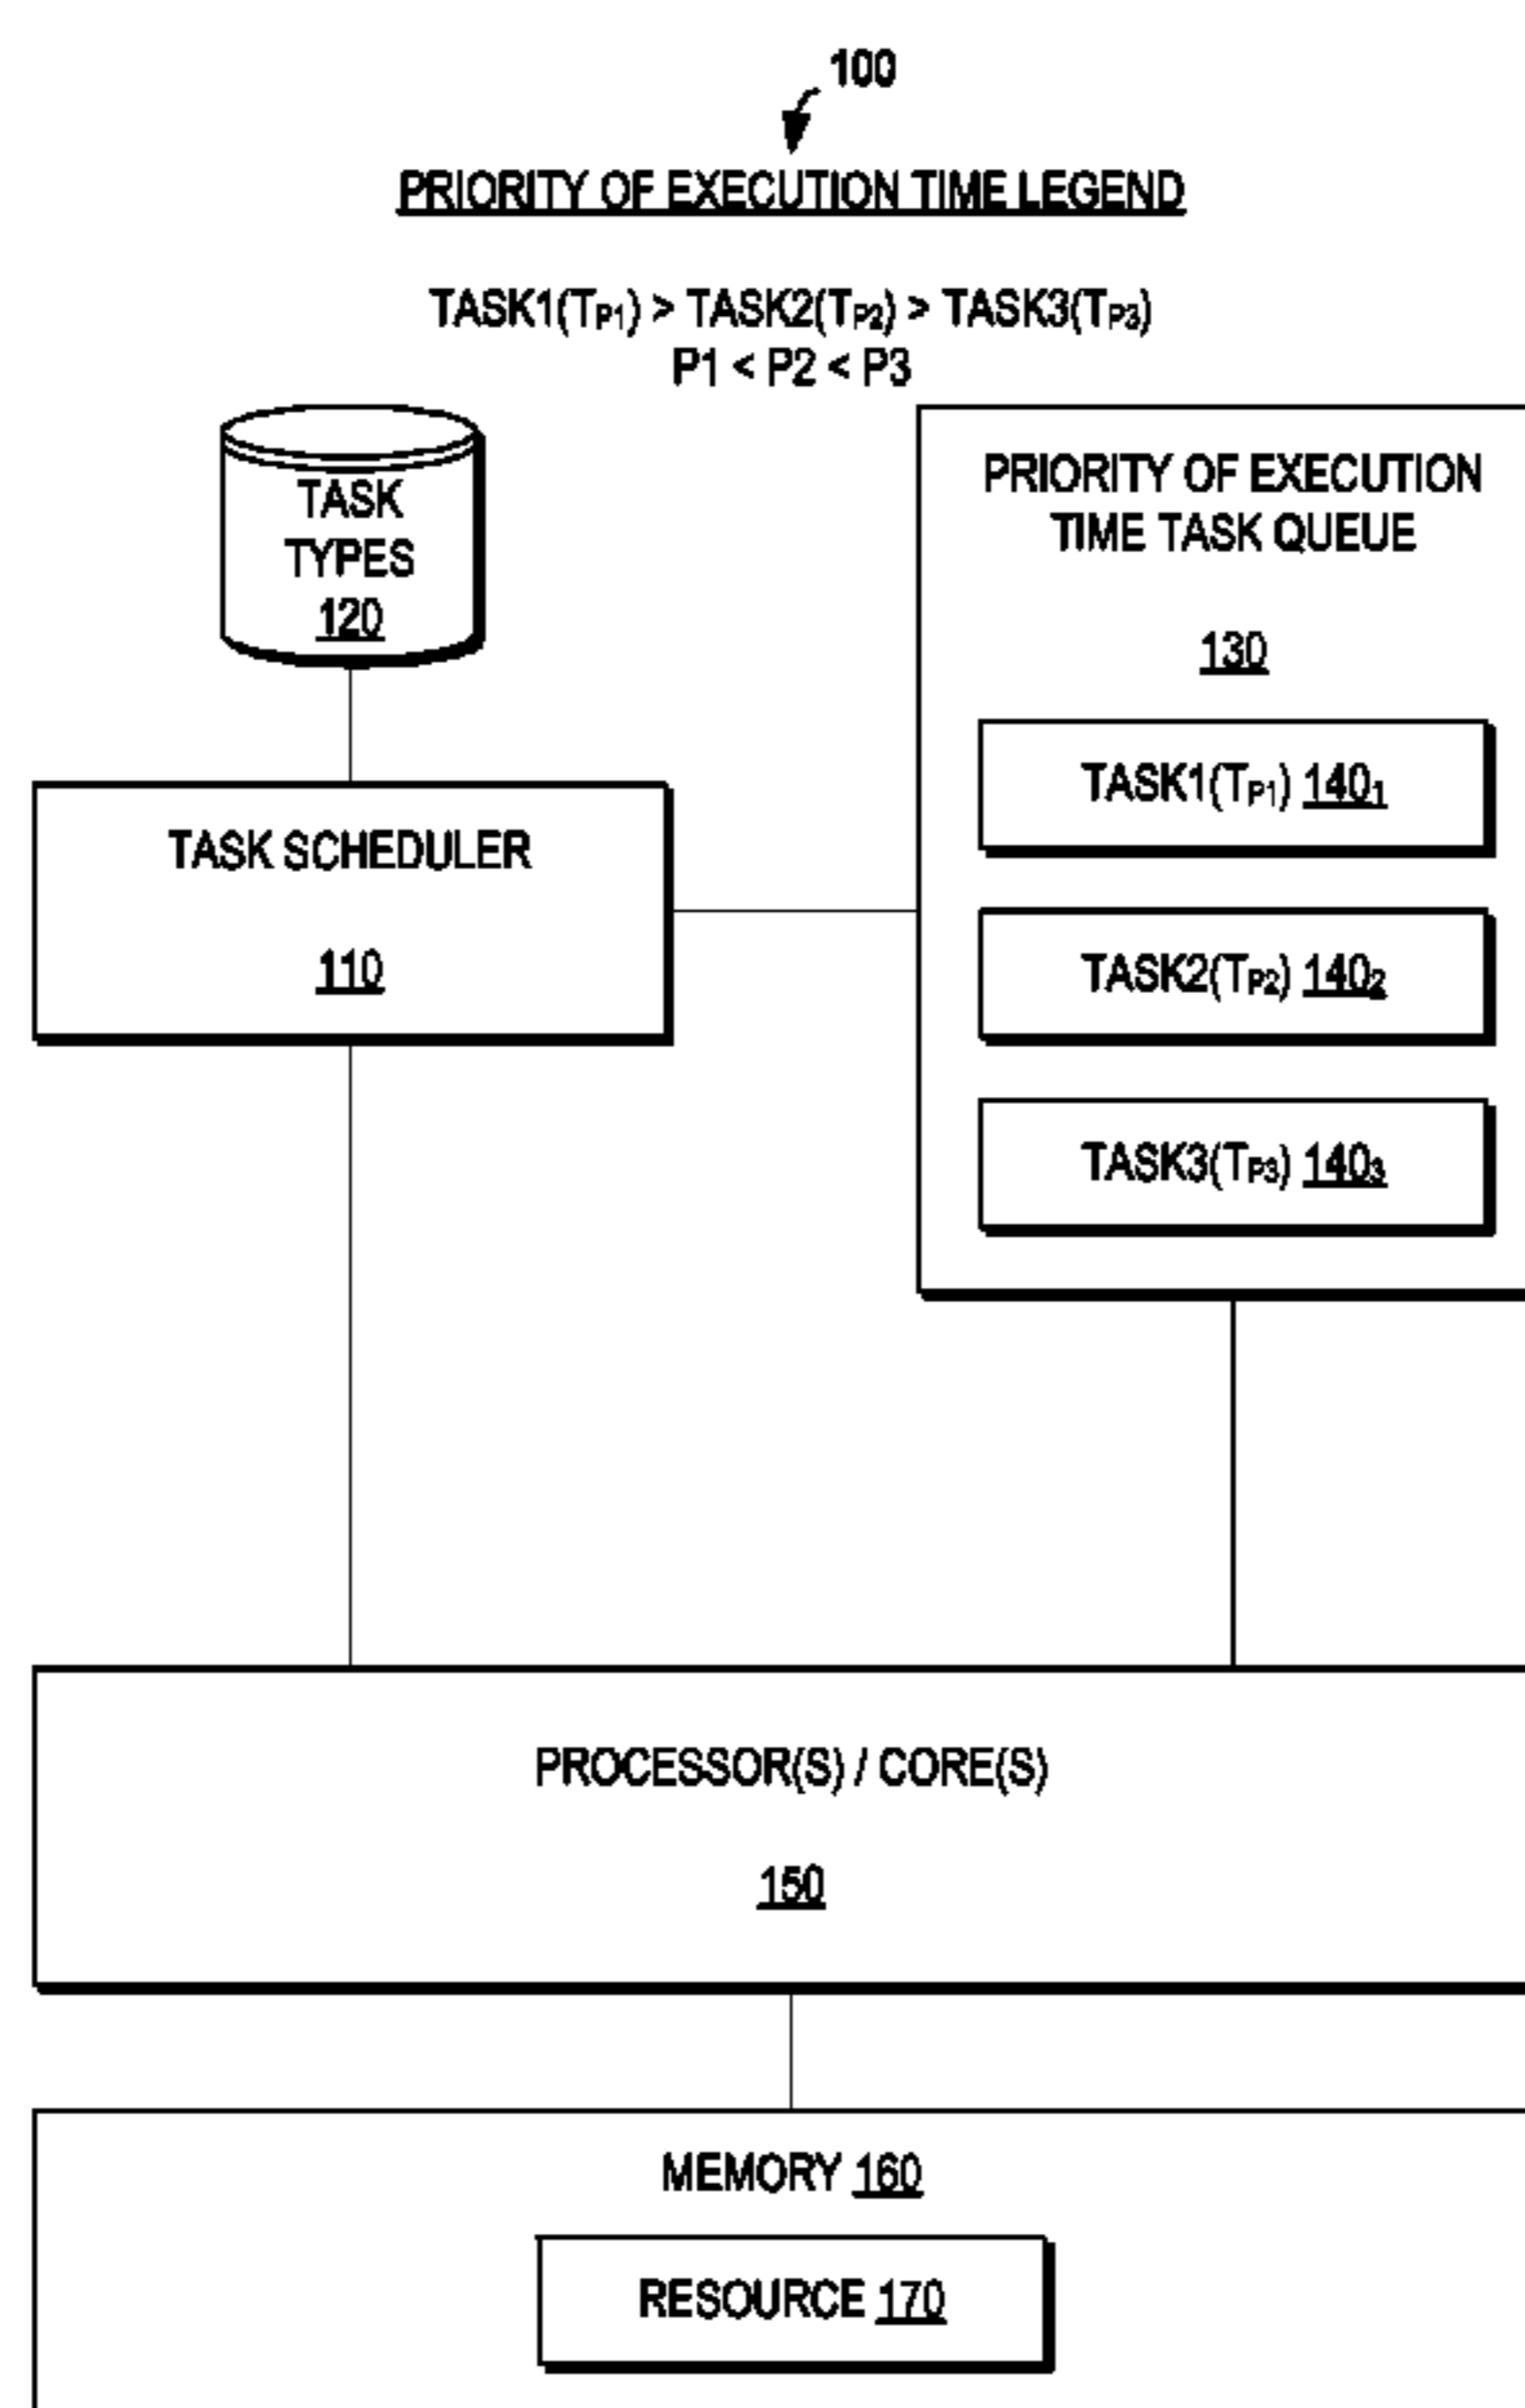 100
PRIORITY OF EXECUTION TIME LEGEND
TASK1(TP1) > TASK2(TP2) > TASK3(TP3)
P1 < P2 < P3
TASK
TYPES
120
PRIORITY OF EXECUTION
TIME TASK QUEUE
130
TASK1(TP1) 1401
TASK SCHEDULER
110
TASK2(TP2) 1402
TASK3(TP3) 1403
PROCESSOR(S) / CORE(S)
150
MEMORY 160
RESOURCE 170